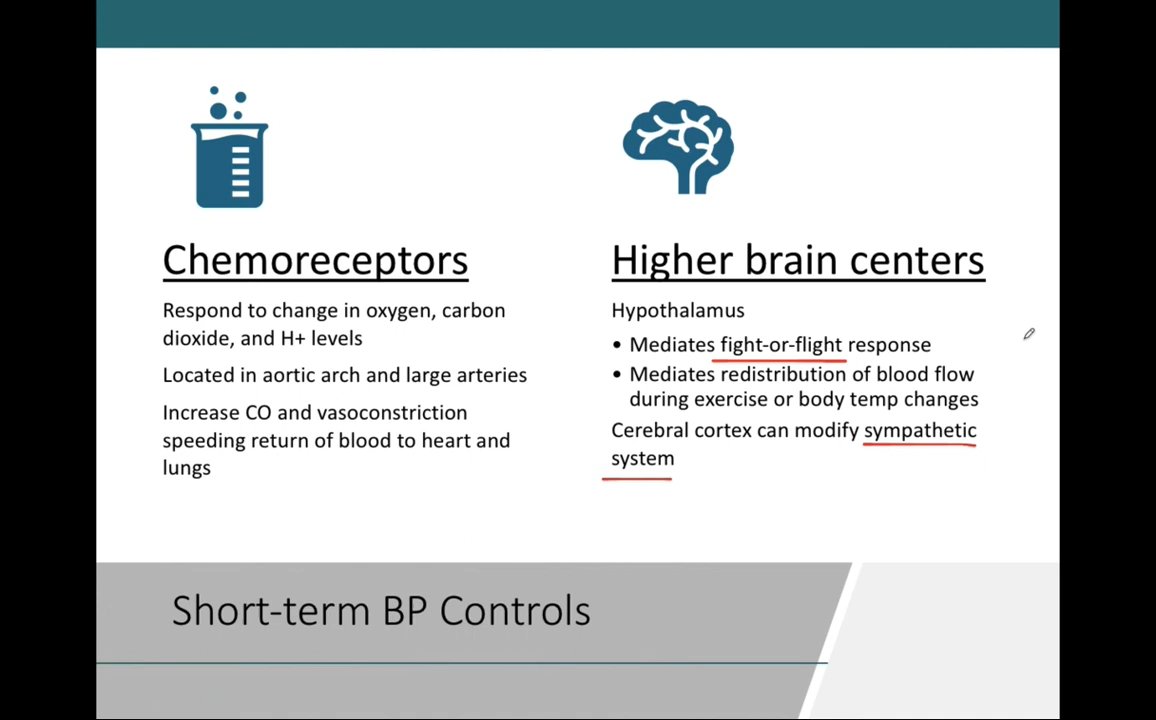 Chemoreceptors
Respond to change in oxygen, carbon
dioxide, and H+ levels
Located in aortic arch and large arteries
Increase CO and vasoconstriction
speeding return of blood to heart and
lungs
Higher brain centers
Hypothalamus
• Mediates fight-or-flight response
• Mediates redistribution of blood flow
during exercise or body temp changes
Cerebral cortex can modify sympathetic
system
Short-term BP Controls